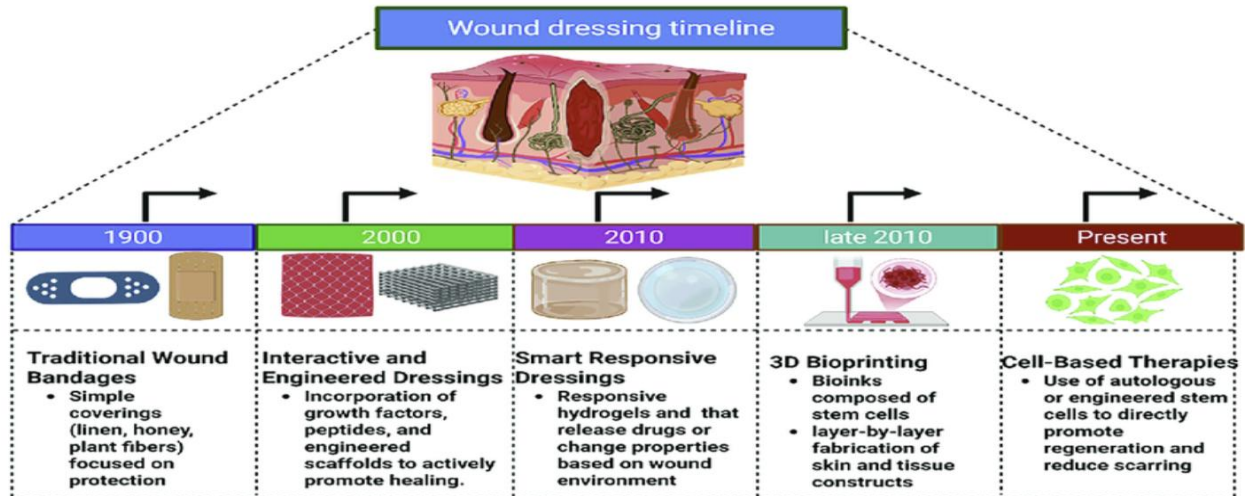 Wound dressing timeline
1900
2000
2010
late 2010
Present
Traditional Wound
Bandages
• Simple
coverings
(linen, honey,
plant fibers)
focused on
protection
Interactive and
Engineered Dressings
• Incorporation of
growth factors,
peptides, and
engineered
scaffolds to actively
promote healing.
Smart Responsive
Dressings
• Responsive
hydrogels and that
release drugs or
change properties
based on wound
environment
3D Bioprinting
• Bioinks
composed of
stem cells
• layer-by-layer
fabrication of
skin and tissue
constructs
Cell-Based Therapies
• Use of autologous
or engineered stem
cells to directly
promote
regeneration and
reduce scarring